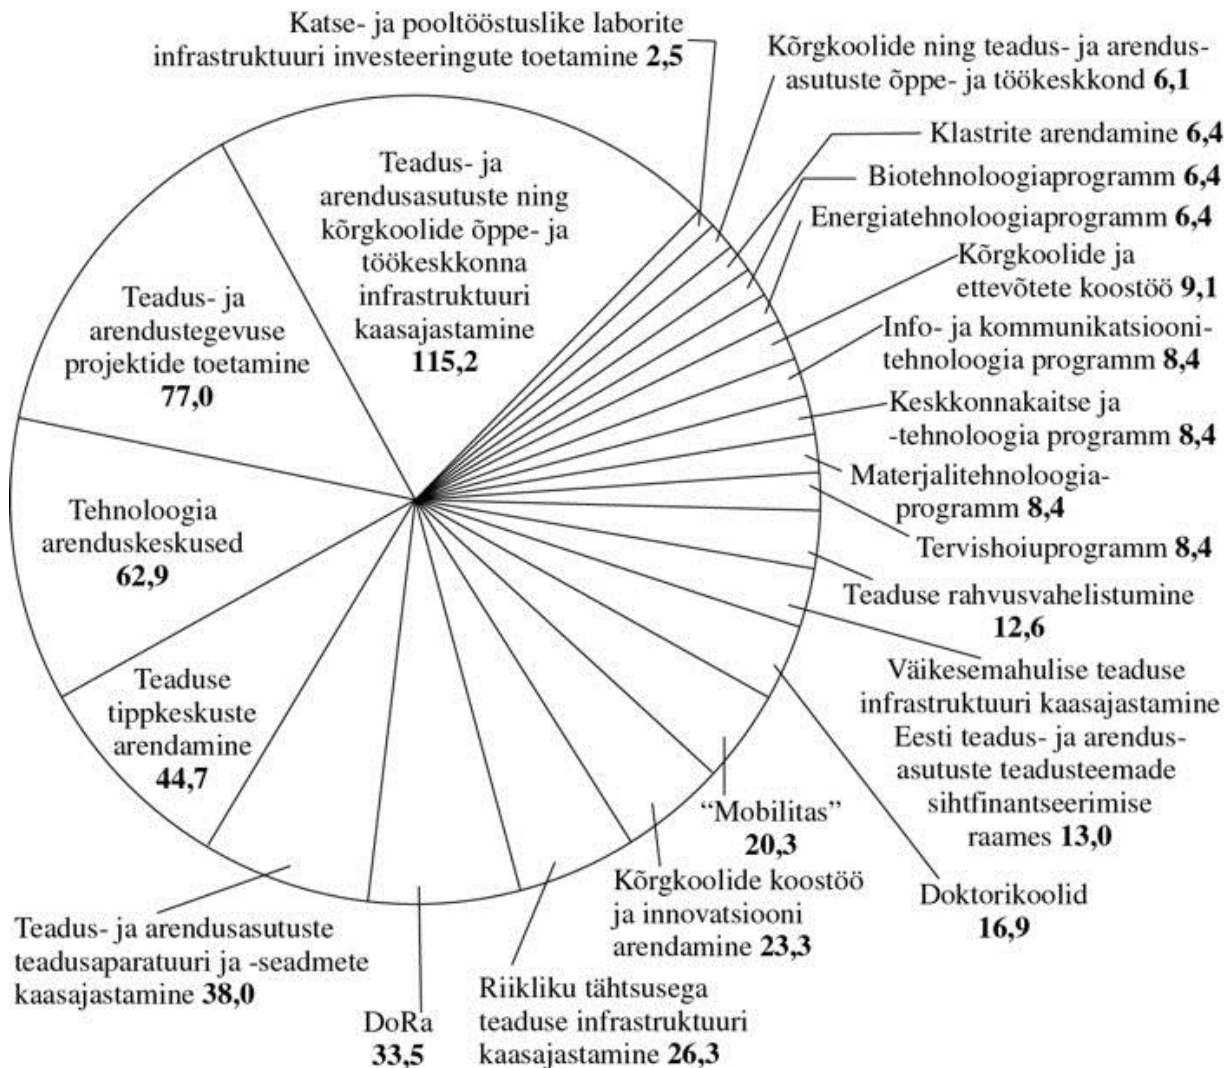 Katse- ja pooltööstuslike laborite
infrastruktuuri investeeringute toetamine 2,5
Kõrgkoolide ning teadus- ja arendus-
asutuste õppe- ja töökeskkond 6,1
Klastrite arendamine 6,4
Biotehnoloogiaprogramm 6,4
Energiatehnoloogiaprogramm 6,4
Kõrgkoolide ja
ettevõtete koostöö 9,1
Info- ja kommunikatsiooni-
tehnoloogia programm 8,4
Keskkonnakaitse ja
-tehnoloogia programm 8,4
Materjalitehnoloogia-
programm 8,4
Tervishoiuprogramm 8,4
Teaduse rahvusvahelistumine
12,6
Väikesemahulise teaduse
infrastruktuuri kaasajastamine
Eesti teadus- ja arendus-
asutuste teadusteemade
sihtfinantseerimise
raames 13,0
Doktorikoolid
16,9
“Mobilitas”
20,3
Kõrgkoolide koostöö
ja innovatsiooni
arendamine 23,3
Riikliku tähtsusega
teaduse infrastruktuuri
kaasajastamine 26,3
DoRa
33,5
Teadus- ja arendusasutuste
teadusaparatuuri ja -seadmete
kaasajastamine 38,0
Teaduse
tippkeskuste
arendamine
44,7
Tehnoloogia
arenduskeskused
62,9
Teadus- ja
arendustegevuse
projektide toetamine
77,0
Teadus- ja
arendusasutuste ning
kõrgkoolide õppe- ja
töökeskkonna
infrastruktuuri
kaasajastamine
115,2